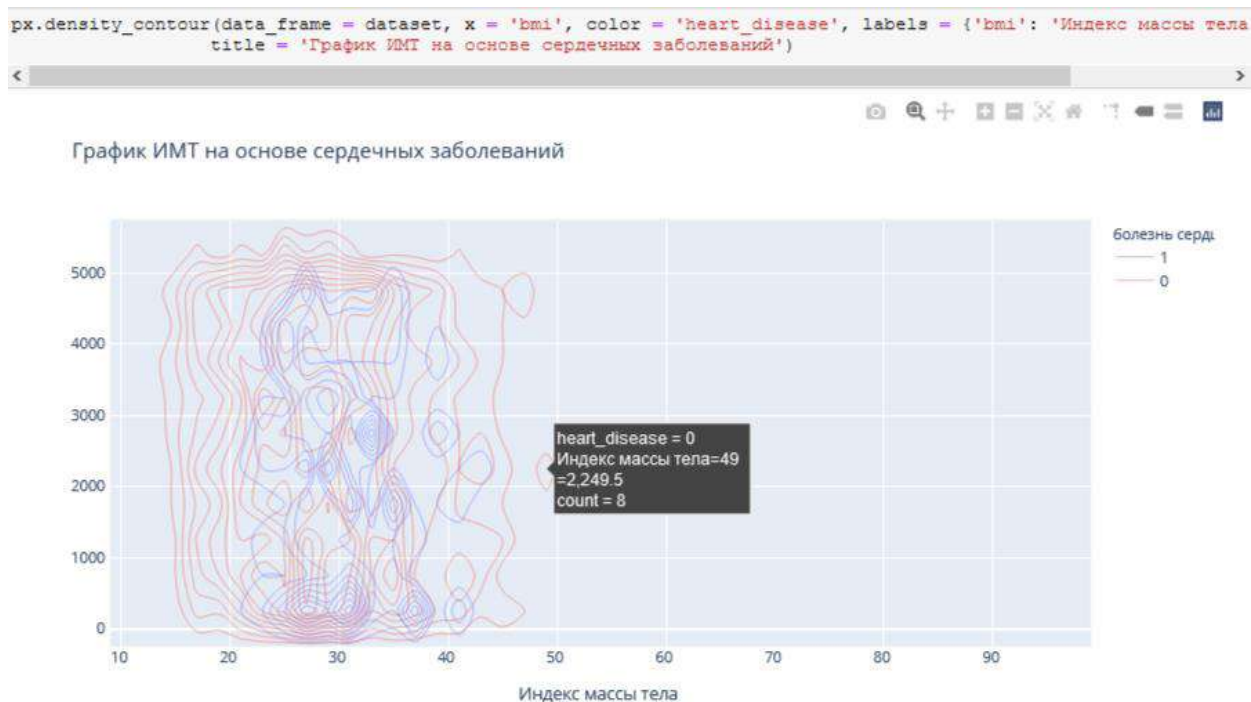 px.density_contour(data_frame = dataset, x = 'bmi', color = 'heart_disease', labels = {'bmi': 'Индекс массы тела
title = 'График ИМТ на основе сердечных заболеваний')
График ИМТ на основе сердечных заболеваний
болезнь серд
1
0
5000
4000
3000
2000
1000
0
heart_disease = 0
Индекс массы тела=49
=2,249.5
count = 8
10 20 30 40 50 60 70 80 90
Индекс массы тела